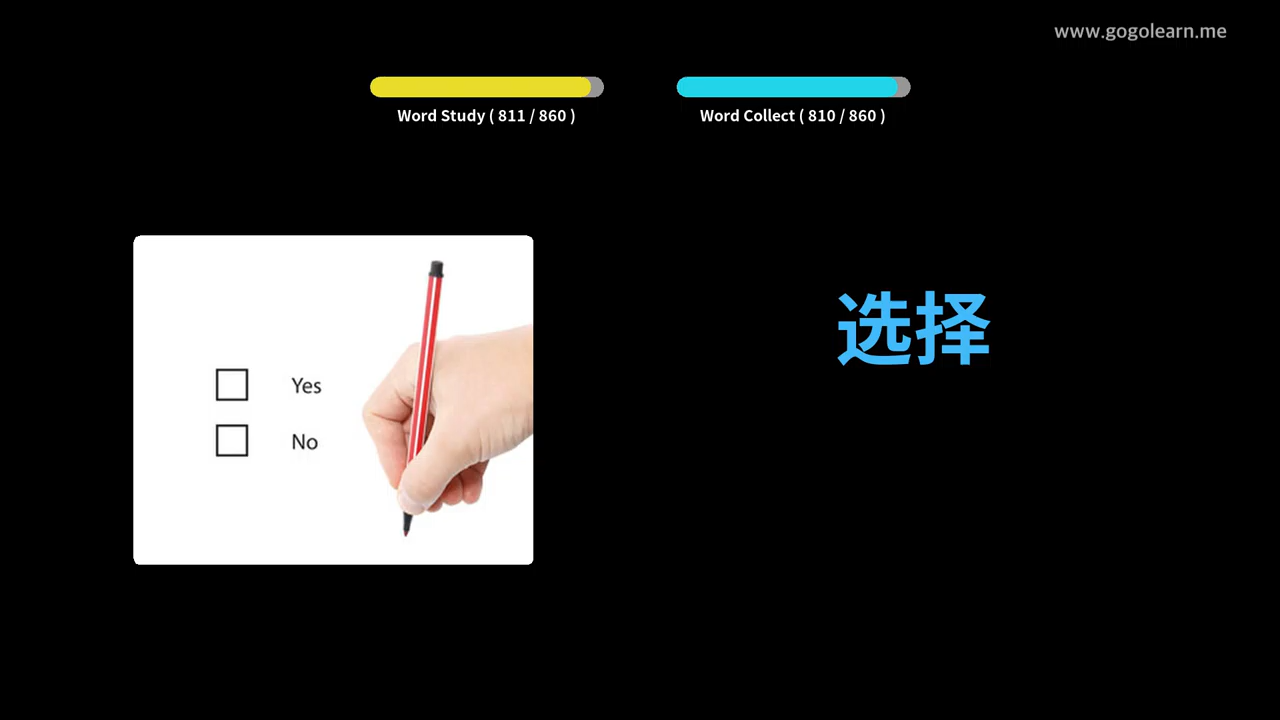 www.gogolearn.me
Word Study ( 811 / 860 )
Word Collect ( 810 / 860 )
选择
Yes
No